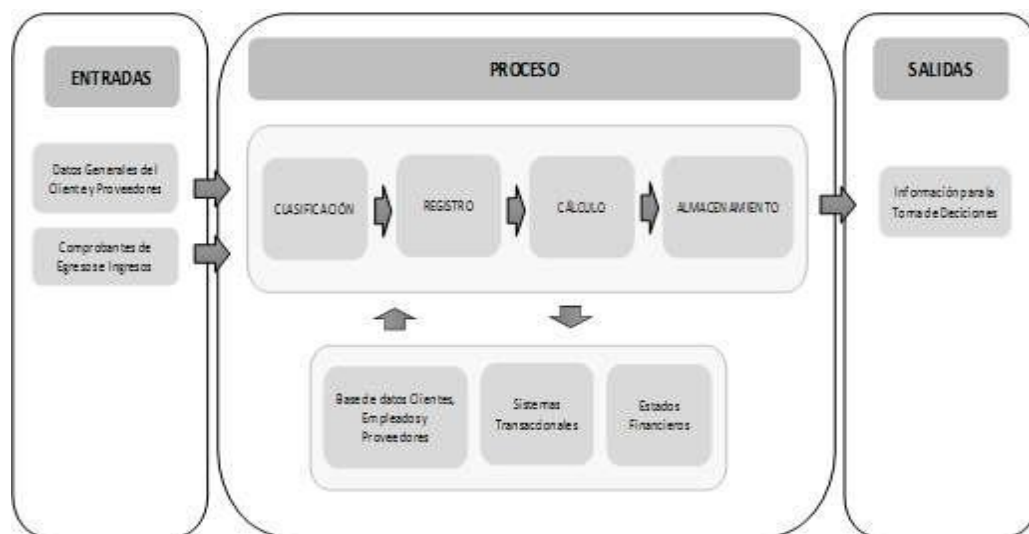 ENTRADAS
Datos Generales del
Cliente y Proveedores
Comprobantes de
Egreso e Ingresos
PROCESO
CLASIFICACIÓN
REGISTRO
CÁLCULO
ALMACENAMIENTO
Base de datos Clientes,
Empleados y
Proveedores
Sistemas
Transaccionales
Estados
Financieros
SALIDAS
Información para la
Toma de Deciciones